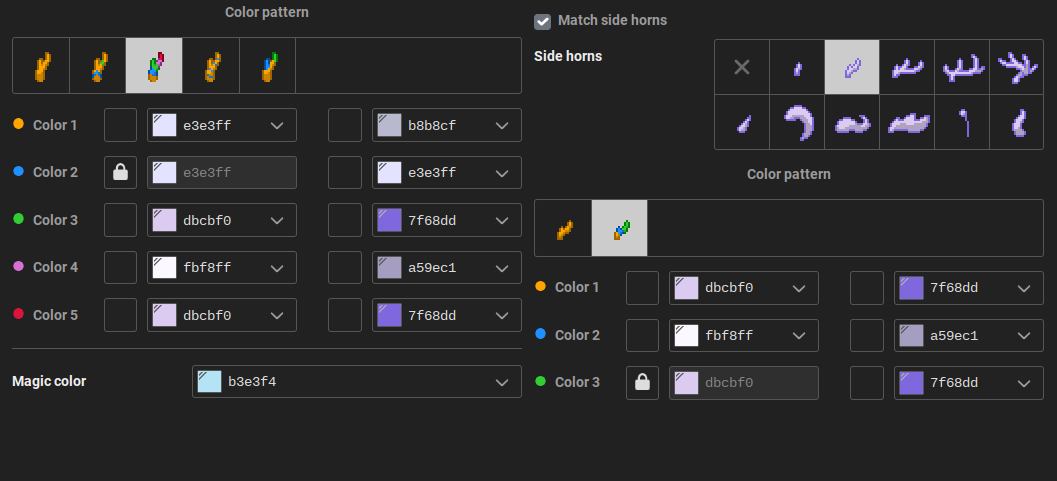 Color pattern
Color 1 e3e3ff b8b8cf
Color 2 e3e3ff e3e3ff
Color 3 dbcbf0 7f68dd
Color 4 fbf8ff a59ec1
Color 5 dbcbf0 7f68dd
Magic color b3e3f4
Match side horns
Side horns
Color pattern
Color 1 dbcbf0 7f68dd
Color 2 fbf8ff a59ec1
Color 3 dbcbf0 7f68dd